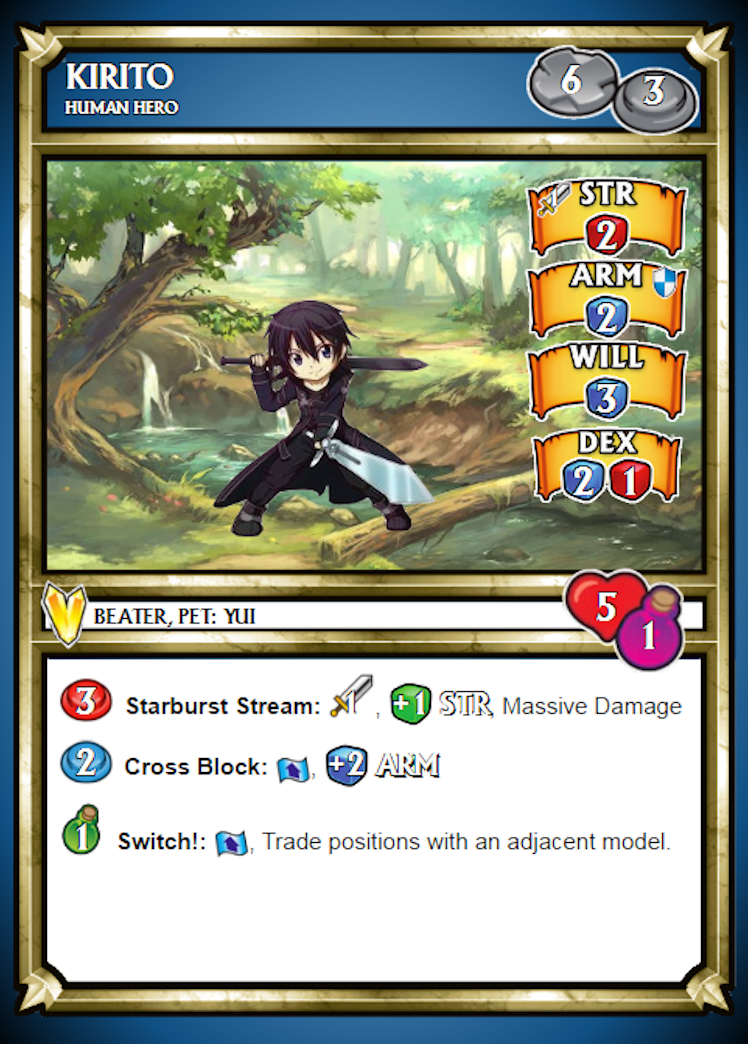 KIRITO
HUMAN HERO
6 3
1 STR
2
ARM
2
WILL
3
DEX
2 1
BEATER, PET: YUI
5
1
3 Starburst Stream: 1, +1 STR, Massive Damage
2 Cross Block: , +2 ARM
1 Switch!: , Trade positions with an adjacent model.